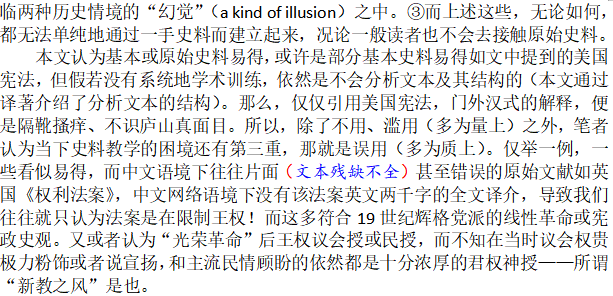 临两种历史情境的“幻觉”（a kind of illusion）之中。③而上述这些，无论如何，
都无法单纯地通过一手史料而建立起来，况论一般读者也不会去接触原始史料。
本文认为基本或原始史料易得，或许是部分基本史料易得如文中提到的美国
宪法，但假若没有系统地学术训练，依然是不会分析文本及其结构的（本文通过
译著介绍了分析文本的结构）。那么，仅仅引用美国宪法，门外汉式的解释，便
是隔靴搔痒、不识庐山真面目。所以，除了不用、滥用（多为量上）之外，笔者
认为当下史料教学的困境还有第三重，那就是误用（多为质上）。仅举一例，一
些看似易得，而中文语境下往往片面（文本残缺不全）甚至错误的原始文献如英
国《权利法案》，中文网络语境下没有该法案英文两千字的全文译介，导致我们
往往就只认为法案是在限制王权！而这多符合 19 世纪辉格党派的线性革命或宪
政史观。又或者认为“光荣革命”后王权议会授或民授，而不知在当时议会权贵
极力粉饰或者说宣扬，和主流民情顾盼的依然都是十分浓厚的君权神授——所谓
“新教之风”是也。